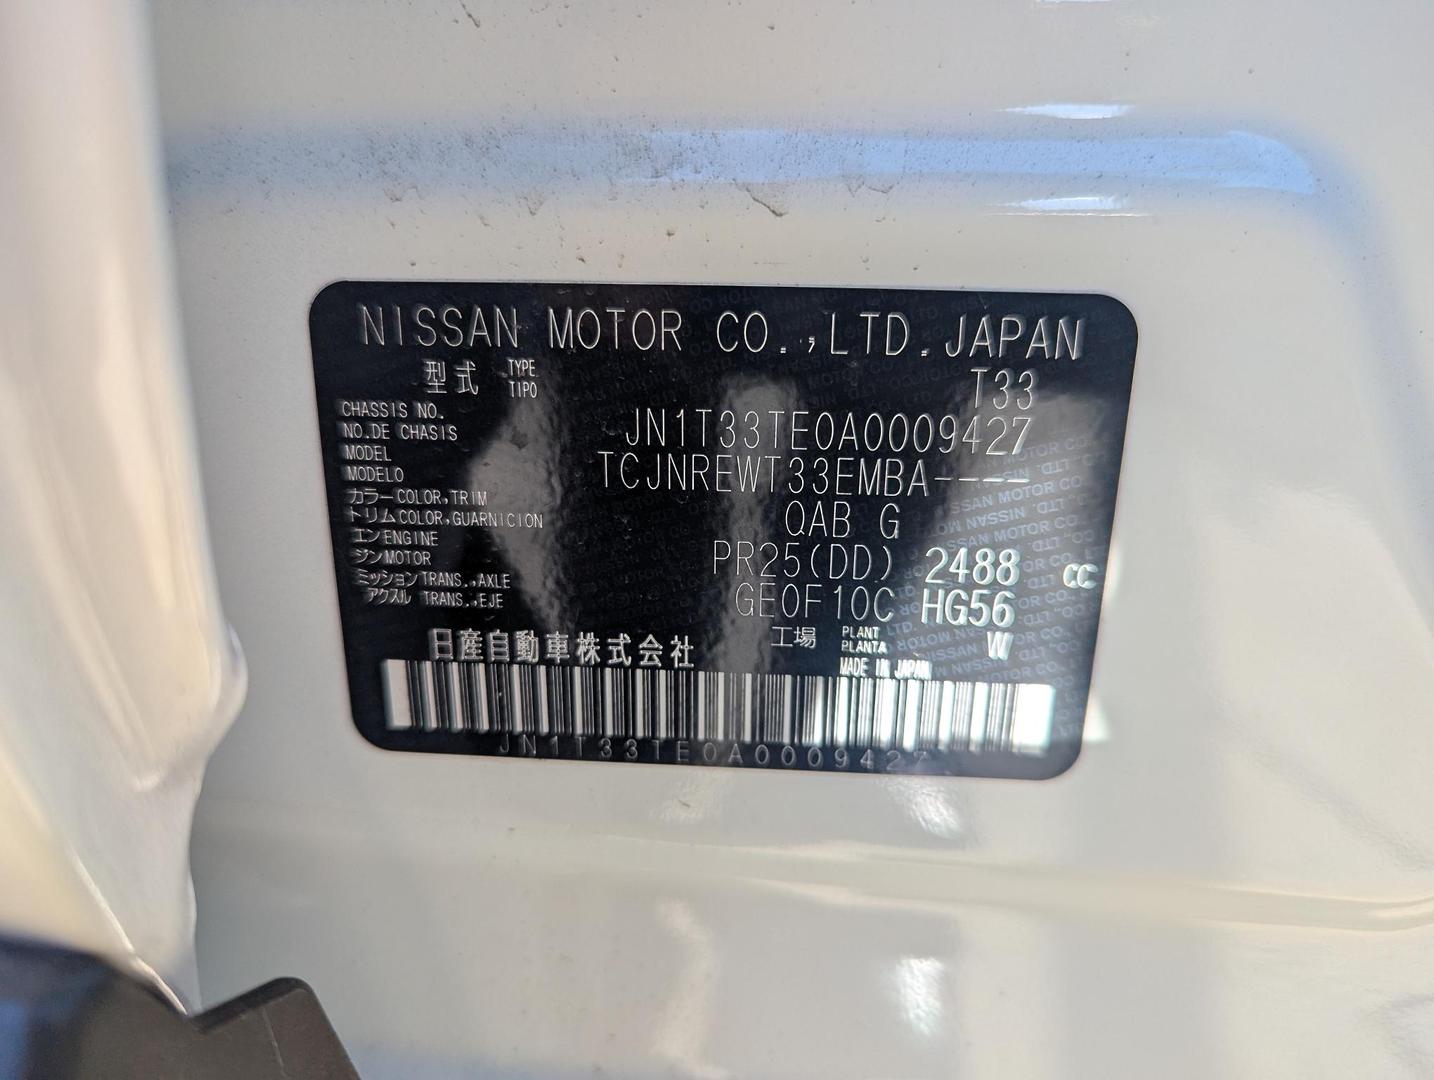 NISSAN MOTOR CO.,LTD.JAPAN
型式 TYPE TIPO T33
CHASSIS NO.
NO.DE CHASIS JN1T33TE0A0009427
MODEL
MODELO TCJNREWT33EMBA----
カラー COLOR,TRIM
トリム COLOR,GUARNICION QAB G
エン ENGINE
ジン MOTOR PR25(DD) 2488 CC
ミッション TRANS.,AXLE
アクスル TRANS.,EJE GE0F10C HG56
日産自動車株式会社 工場 PLANT PLANTA W
MADE IN JAPAN
JN1T33TE0A0009427